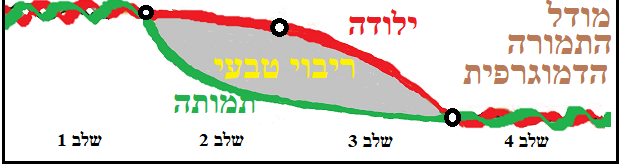 מודל
התמורה
הדמוגרפית
ילודה
ריבוי טבעי
תמותה
שלב 1
שלב 2
שלב 3
שלב 4